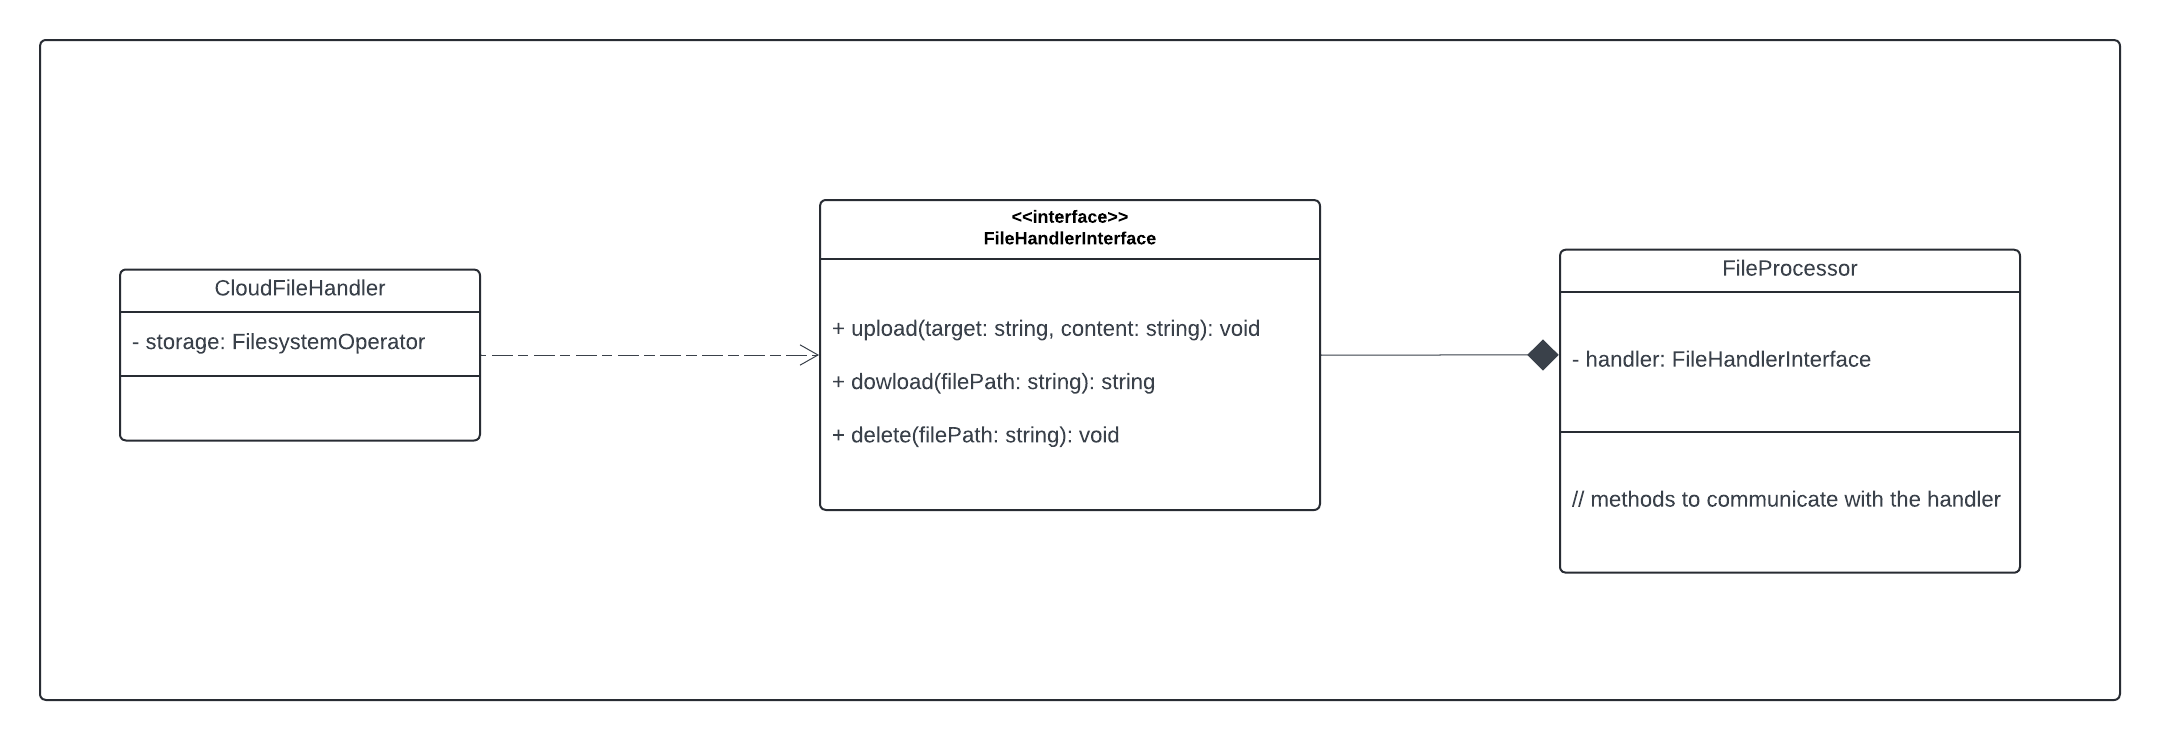 CloudFileHandler
- storage: FilesystemOperator
<<interface>>
FileHandlerInterface
+ upload(target: string, content: string): void
+ dowload(filePath: string): string
+ delete(filePath: string): void
FileProcessor
- handler: FileHandlerInterface
// methods to communicate with the handler